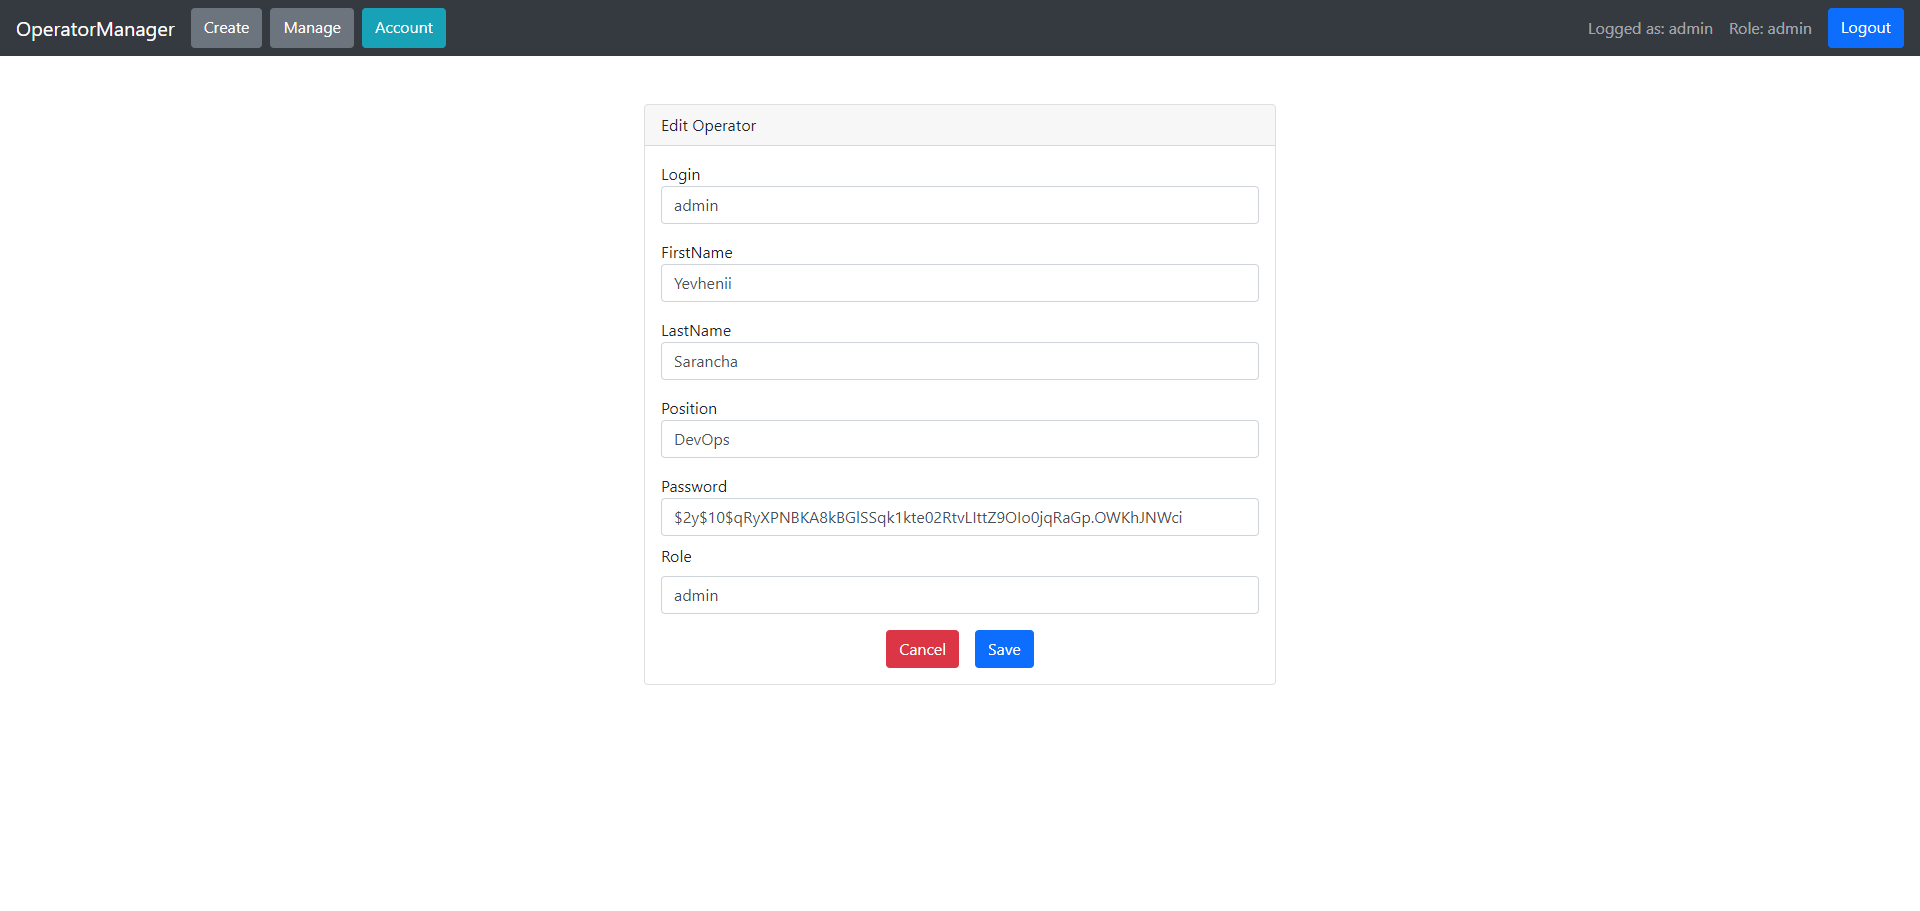 OperatorManager Create Manage Account Logged as: admin Role: admin Logout
Edit Operator
Login
admin
FirstName
Yevhenii
LastName
Sarancha
Position
DevOps
Password
$2y$10$qRyXPNBKA8kBGlSSqk1kte02RtvLIttZ9OIo0jqRaGp.OWKhJNWci
Role
admin
Cancel Save